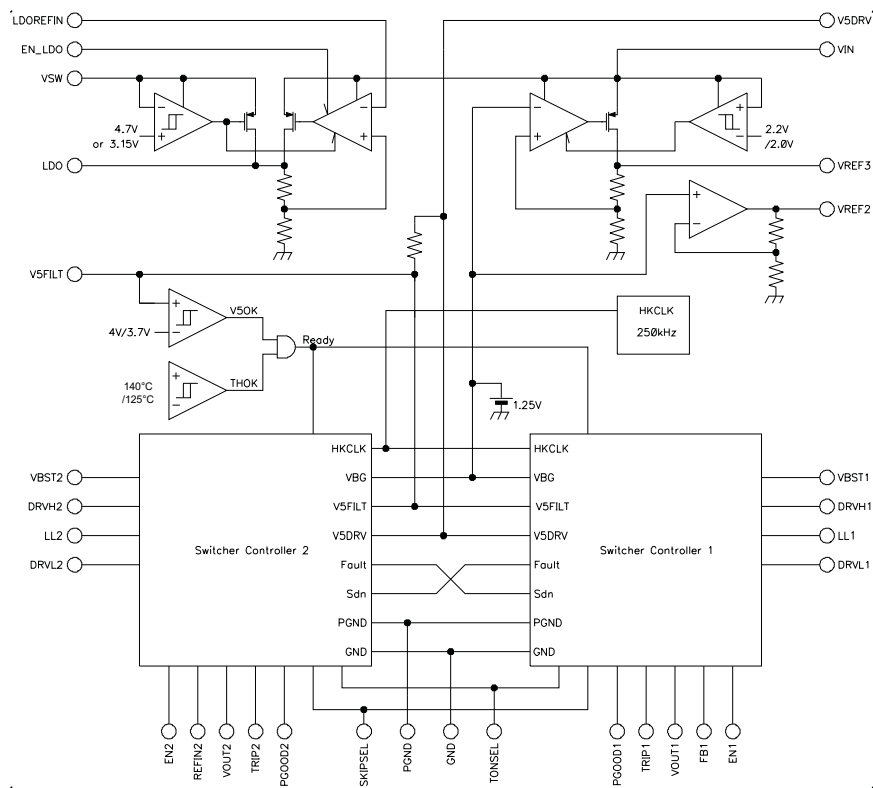 LDOREFIN
V5DRV
EN_LDO
VIN
VSW
4.7V
or 3.15V
2.2V
/2.0V
LDO
VREF3
VREF2
V5FILT
HKCLK
250kHz
V5OK
4V/3.7V
Ready
THOK
140°C
/125°C
1.25V
HKCLK
HKCLK
VBST2
VBG
VBG
VBST1
DRVH2
V5FILT
V5FILT
DRVH1
LL2
V5DRV
V5DRV
LL1
Switcher Controller 2
Switcher Controller 1
DRVL2
Fault
Fault
DRVL1
Sdn
Sdn
PGND
PGND
GND
GND
EN2
REFIN2
VOUT2
TRIP2
PGOOD2
SKIPSEL
PGND
GND
TONSEL
PGOOD1
TRIP1
VOUT1
FB1
EN1